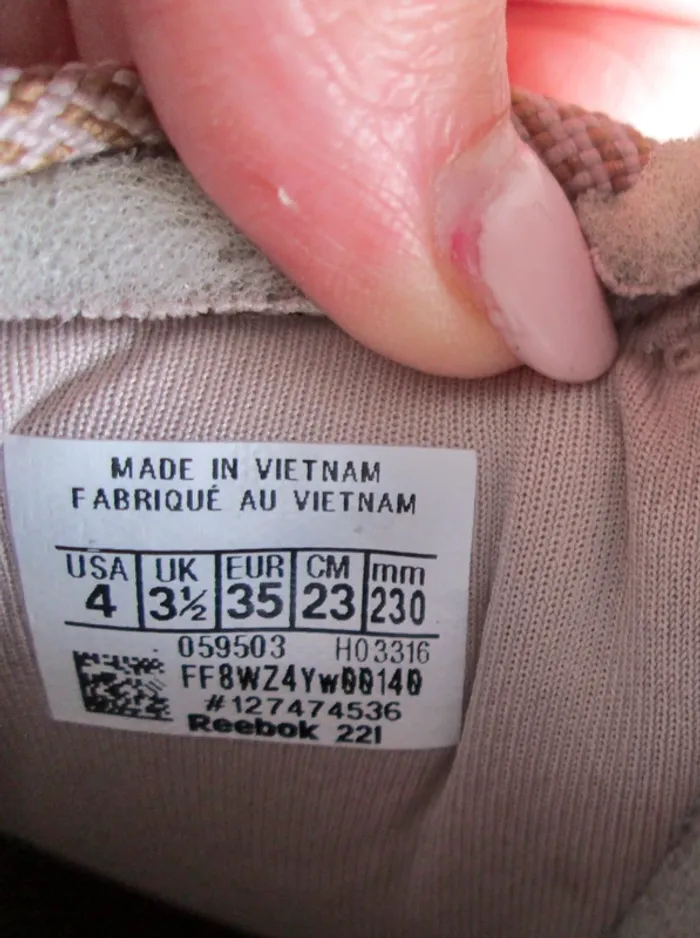 MADE IN VIETNAM
FABRIQUÉ AU VIETNAM
USA UK EUR CM mm
4 3½ 35 23 230
059503 H03316
FF8WZ4Yw00140
#127474536
Reebok 221